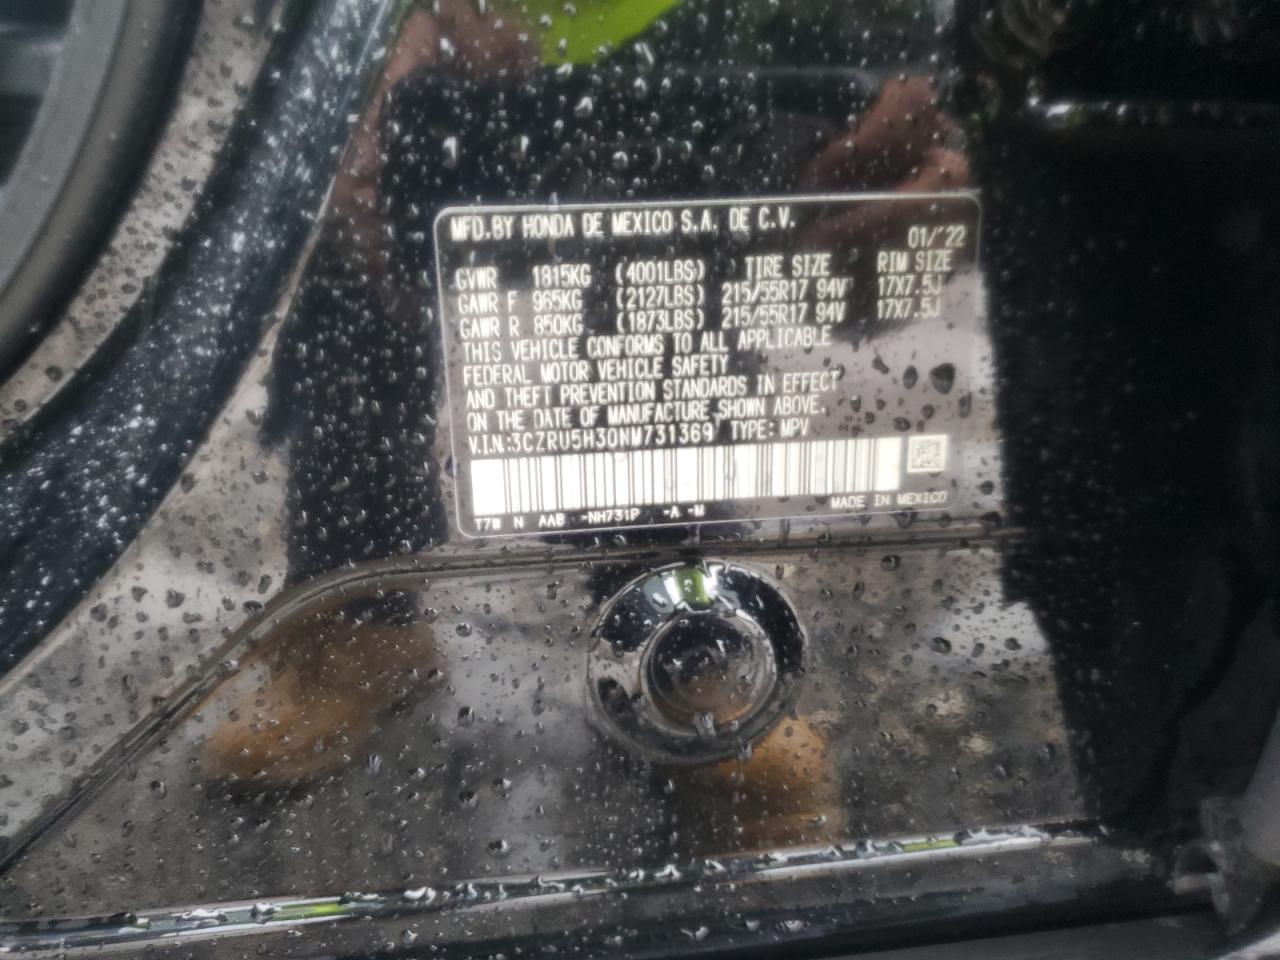 MFD.BY HONDA DE MEXICO S.A. DE C.V.
01/'22
GVWR 1815KG (4001LBS) TIRE SIZE RIM SIZE
GAWR F 965KG (2127LBS) 215/55R17 94V 17X7.5J
GAWR R 850KG (1873LBS) 215/55R17 94V 17X7.5J
THIS VEHICLE CONFORMS TO ALL APPLICABLE
FEDERAL MOTOR VEHICLE SAFETY
AND THEFT PREVENTION STANDARDS IN EFFECT
ON THE DATE OF MANUFACTURE SHOWN ABOVE.
V.I.N.:3CZRU5H30NM731369 TYPE: MPV
MADE IN MEXICO
T7W N AAB -NH731P -A -M